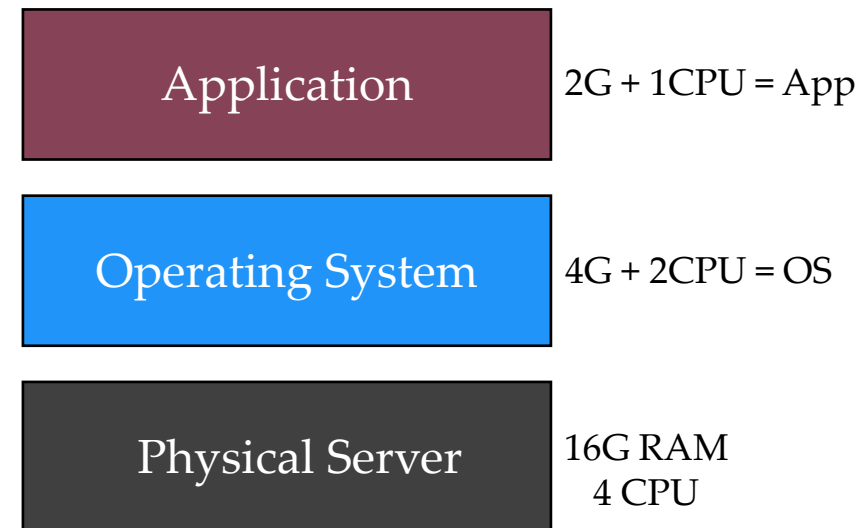 Application
2G + 1CPU = App
Operating System
4G + 2CPU = OS
Physical Server
16G RAM
4 CPU